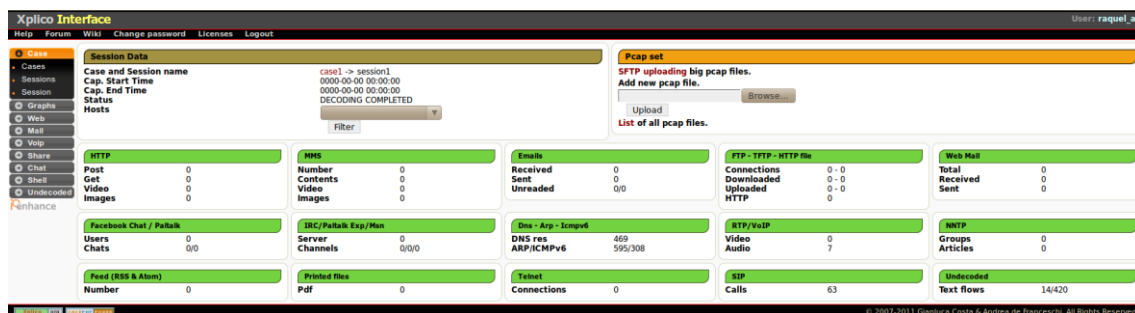 Xplico Interface
User: raquel_a
Help Forum Wiki Change password Licenses Logout
Case
Cases
Sessions
Session
Graphs
Web
Mail
Voip
Share
Chat
Shell
Undecoded
enhance
Session Data
Case and Session name case1 -> session1
Cap. Start Time 0000-00-00 00:00:00
Cap. End Time 0000-00-00 00:00:00
Status DECODING COMPLETED
Hosts
Filter
Pcap set
SFTP uploading big pcap files.
Add new pcap file.
Browse...
Upload
List of all pcap files.
HTTP
Post 0
Get 0
Video 0
Images 0
MMS
Number 0
Contents 0
Video 0
Images 0
Emails
Received 0
Sent 0
Unreaded 0/0
FTP - TFTP - HTTP file
Connections 0 - 0
Downloaded 0 - 0
Uploaded 0 - 0
HTTP 0
Web Mail
Total 0
Received 0
Sent 0
Facebook Chat / Paltalk
Users 0
Chats 0/0
IRC/Paltalk Exp/Msn
Server 0
Channels 0/0/0
Dns - Arp - Icmpv6
DNS res 469
ARP/ICMPv6 595/308
RTP/VoIP
Video 0
Audio 7
NNTP
Groups 0
Articles 0
Feed (RSS & Atom)
Number 0
Printed files
Pdf 0
Telnet
Connections 0
SIP
Calls 63
Undecoded
Text flows 14/420
© 2007-2011 Gianluca Costa & Andrea de Franceschi. All Rights Reserved